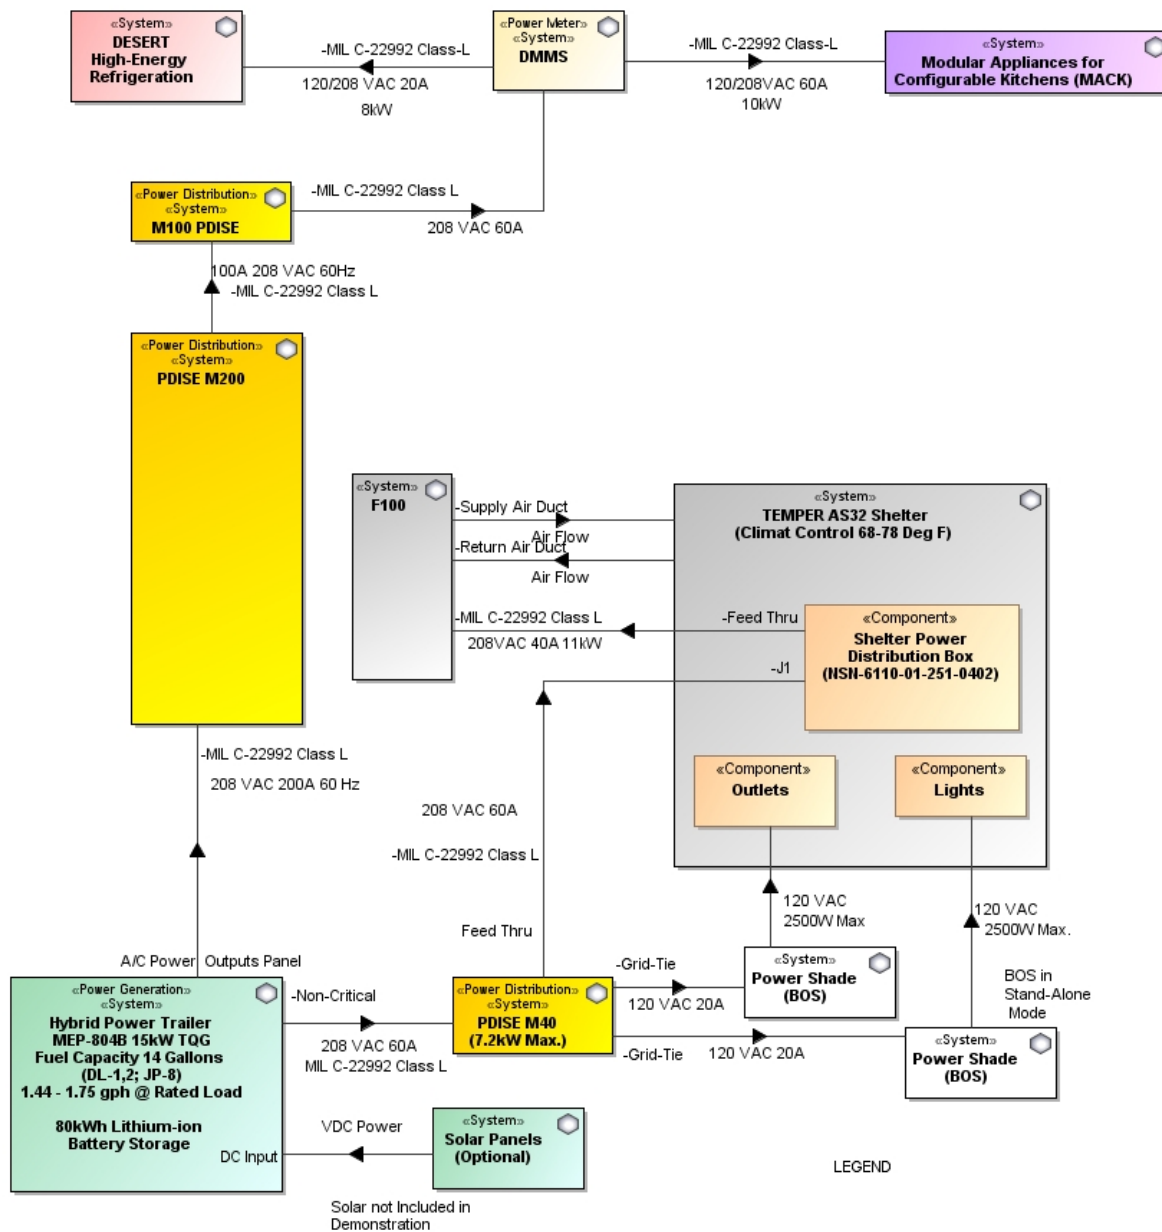 «System»
DESERT
High-Energy
Refrigeration
-MIL C-22992 Class-L
120/208 VAC 20A
8kW
«Power Meter»
«System»
DMMS
-MIL C-22992 Class-L
120/208VAC 60A
10kW
«System»
Modular Appliances for
Configurable Kitchens (MACK)
«Power Distribution»
«System»
M100 PDISE
-MIL C-22992 Class L
208 VAC 60A
100A 208 VAC 60Hz
-MIL C-22992 Class L
«Power Distribution»
«System»
PDISE M200
«System»
F100
-Supply Air Duct
Air Flow
-Return Air Duct
Air Flow
-MIL C-22992 Class L
208VAC 40A 11kW
«System»
TEMPER AS32 Shelter
(Climat Control 68-78 Deg F)
-Feed Thru
-J1
«Component»
Shelter Power
Distribution Box
(NSN-6110-01-251-0402)
«Component»
Outlets
«Component»
Lights
-MIL C-22992 Class L
208 VAC 200A 60 Hz
208 VAC 60A
-MIL C-22992 Class L
Feed Thru
120 VAC
2500W Max
120 VAC
2500W Max.
BOS in
Stand-Alone
Mode
A/C Power Outputs Panel
«Power Generation»
«System»
Hybrid Power Trailer
MEP-804B 15kW TQG
Fuel Capacity 14 Gallons
(DL-1,2; JP-8)
1.44 - 1.75 gph @ Rated Load
80kWh Lithium-ion
Battery Storage
DC Input
-Non-Critical
208 VAC 60A
MIL C-22992 Class L
«Power Distribution»
«System»
PDISE M40
(7.2kW Max.)
-Grid-Tie
120 VAC 20A
-Grid-Tie
120 VAC 20A
«System»
Power Shade
(BOS)
«System»
Power Shade
(BOS)
VDC Power
«System»
Solar Panels
(Optional)
Solar not Included in
Demonstration
LEGEND